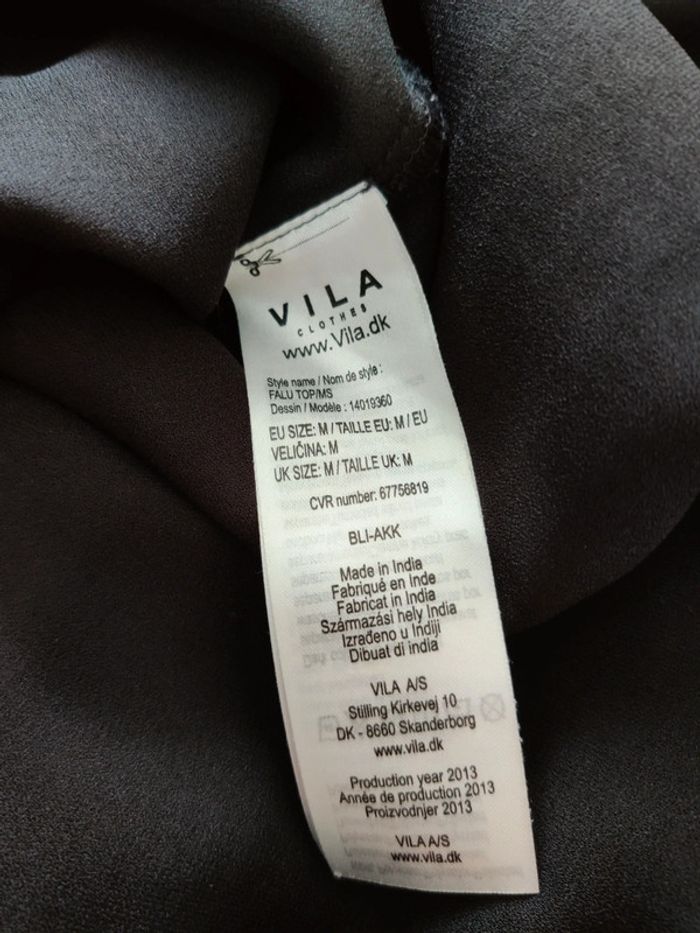 VILA
CLOTHES
www.Vila.dk
Style name / Nom de style :
FALU TOP/MS
Dessin / Modèle : 14019360
EU SIZE: M / TAILLE EU: M / EU
VELIČINA: M
UK SIZE: M / TAILLE UK: M
CVR number: 67756819
BLI-AKK
Made in India
Fabriqué en Inde
Fabricat in India
Származási hely India
Izrađeno u Indiji
Dibuat di india
VILA A/S
Stilling Kirkevej 10
DK - 8660 Skanderborg
www.vila.dk
Production year 2013
Année de production 2013
Proizvodnjer 2013
VILA A/S
www.vila.dk